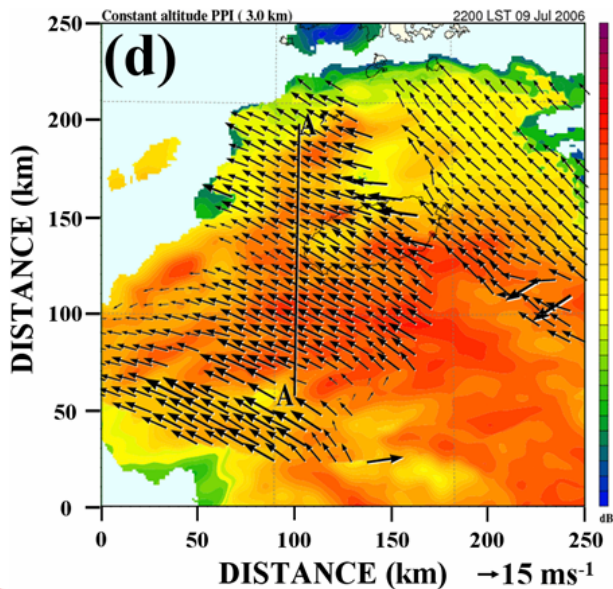 Constant altitude PPI ( 3.0 km) 2200 LST 09 Jul 2006
(d)
250
200
150
100
50
0
DISTANCE (km)
A'
A
dB
0 50 100 150 200 250
DISTANCE (km) →15 ms⁻¹